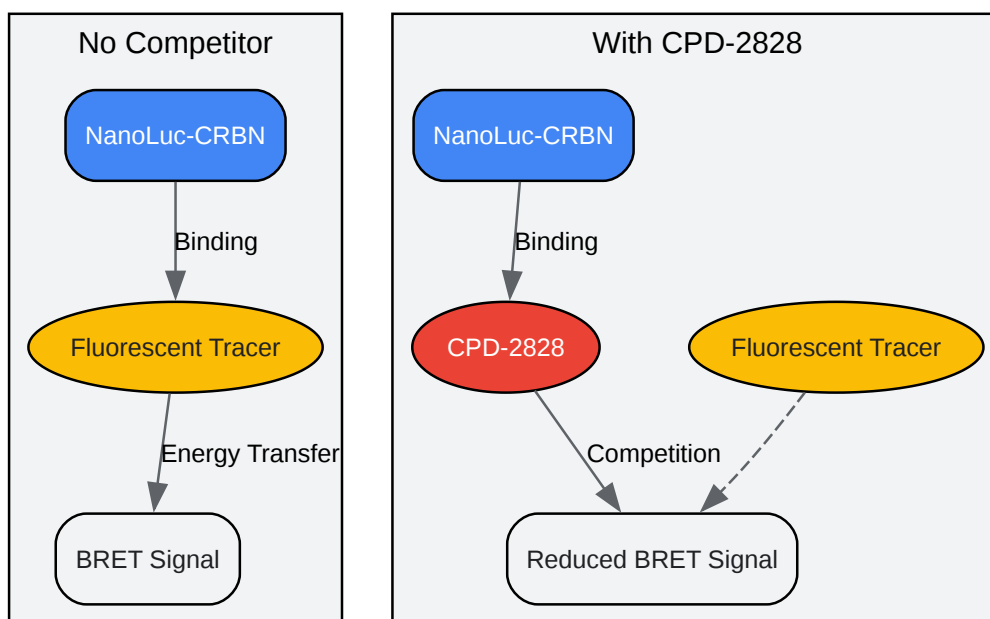 No Competitor
NanoLuc-CRBN
Binding
Fluorescent Tracer
Energy Transfer
BRET Signal
With CPD-2828
NanoLuc-CRBN
Binding
CPD-2828
Fluorescent Tracer
Competition
Reduced BRET Signal